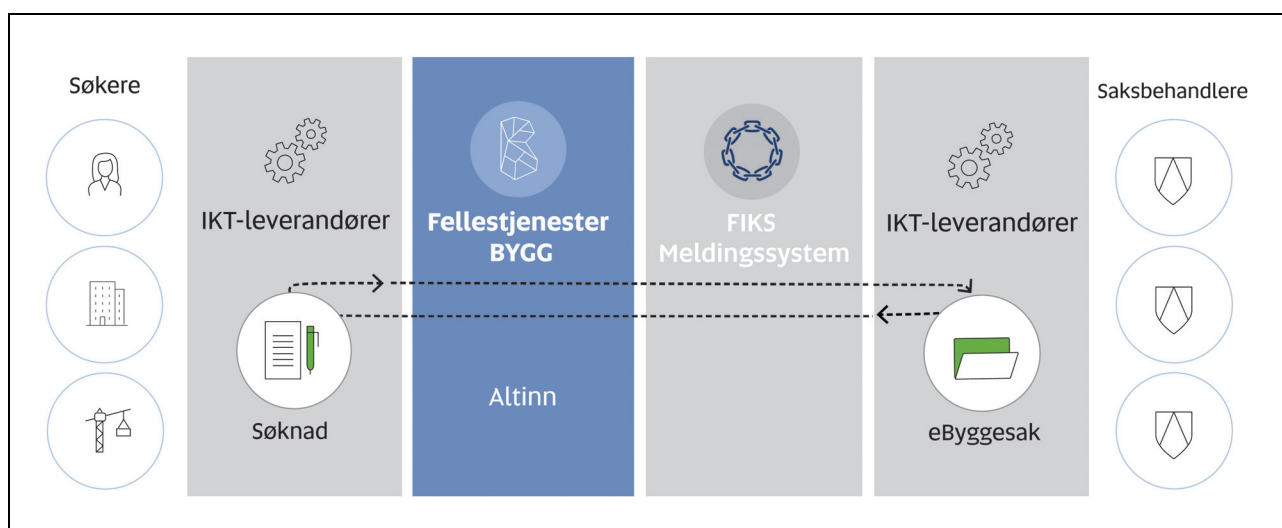 Søkere
IKT-leverandører
Søknad
Fellestjenester
BYGG
Altinn
FIKS
Meldingssystem
IKT-leverandører
eByggesak
Saksbehandlere